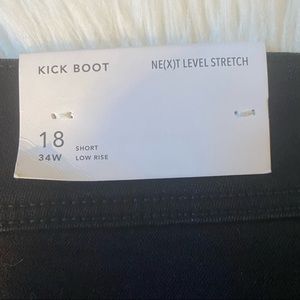 KICK BOOT
NE(X)T LEVEL STRETCH
18 SHORT
34W LOW RISE